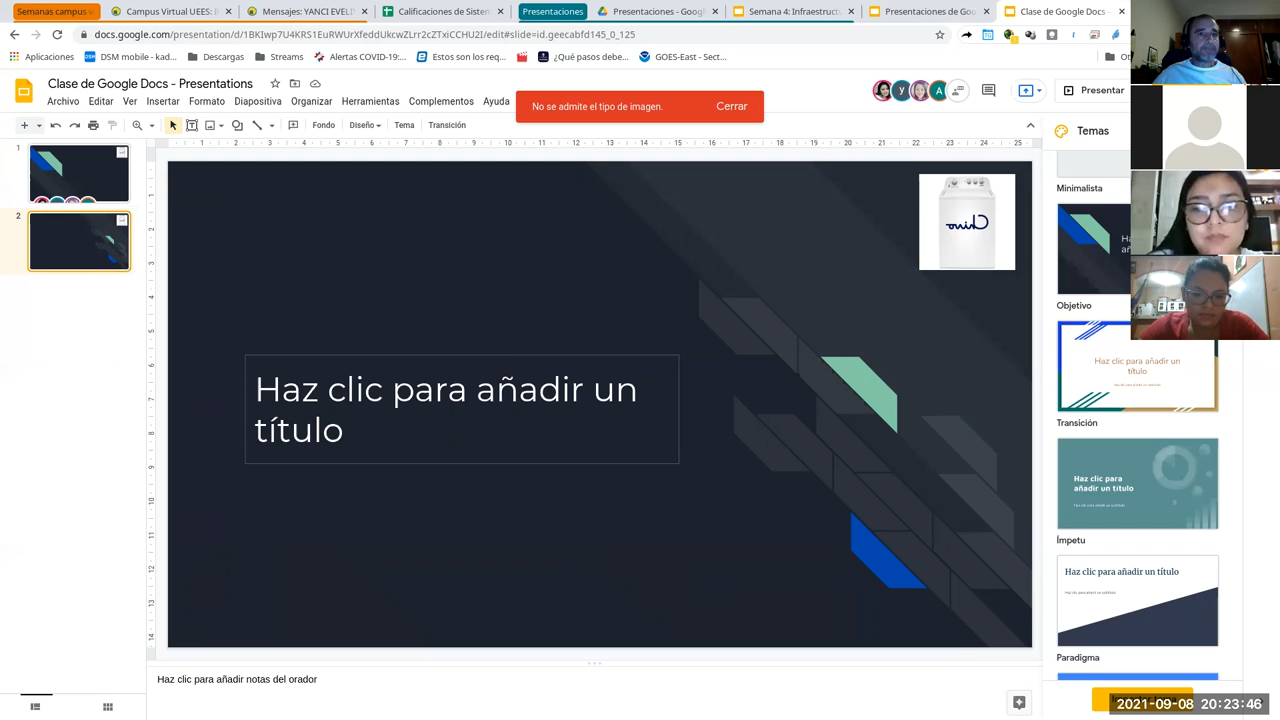 Semanas campus v
Campus Virtual UEES: I
Mensajes: YANCI EVELI
Calificaciones
Presentaciones
Presentaciones - Goog
Semana 4: Infraestruct
Presentaciones de Go
Clase de Google Docs -
docs.google.com/presentation/d/1BKIwp7U4KRS1EuRWUrXfeddUkcwZLrr2cZTxiCCHU2I/edit#slide=id.geecabfd145_0_125
Aplicaciones
DSM mobile - kad...
Descargas
Streams
Alertas COVID-19:...
Estos son los req...
¿Qué pasos debe...
GOES-East - Sect...
Clase de Google Docs - Presentations
Archivo Editar Ver Insertar Formato Diapositiva Organizar Herramientas Complementos Ayuda
No se admite el tipo de imagen. Cerrar
y A
Presentar
Fondo Diseño Tema Transición
Temas
1
2
Chino
Haz clic para añadir un
título
Minimalista
Objetivo
Haz clic para añadir un
título
Transición
Haz clic para
añadir un título
Ímpetu
Haz clic para añadir un título
Paradigma
Haz clic para añadir notas del orador
2021-09-08 20:23:46